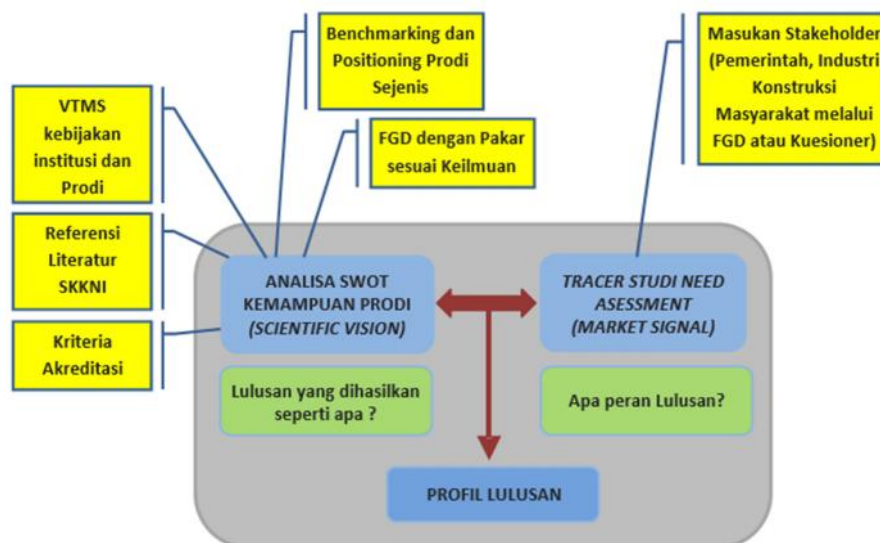 Benchmarking dan
Positioning Prodi
Sejenis
Masukan Stakeholder
(Pemerintah, Industri
Konstruksi
Masyarakat melalui
FGD atau Kuesioner)
VTMS
kebijakan
institusi dan
Prodi
FGD dengan Pakar
sesuai Keilmuan
Referensi
Literatur
SKKNI
Kriteria
Akreditasi
ANALISA SWOT
KEMAMPUAN PRODI
(SCIENTIFIC VISION)
TRACER STUDI NEED
ASESSMENT
(MARKET SIGNAL)
Lulusan yang dihasilkan
seperti apa ?
Apa peran Lulusan?
PROFIL LULUSAN